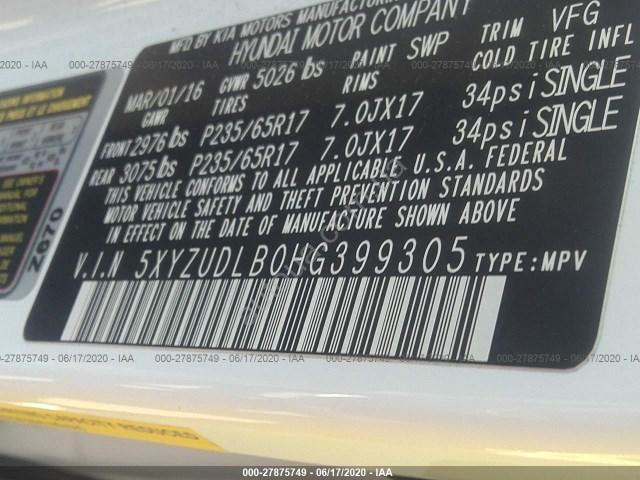 MFD BY KIA MOTORS MANUFACTURING
HYUNDAI MOTOR COMPANY
MAR/01/16 GVWR 5026 lbs PAINT SWP TRIM VFG
GAWR TIRES RIMS COLD TIRE INFL
FRONT 2976 lbs P235/65R17 7.0JX17 34psi SINGLE
REAR 3075 lbs P235/65R17 7.0JX17 34psi SINGLE
THIS VEHICLE CONFORMS TO ALL APPLICABLE U.S.A. FEDERAL
MOTOR VEHICLE SAFETY AND THEFT PREVENTION STANDARDS
IN EFFECT ON THE DATE OF MANUFACTURE SHOWN ABOVE
V.I.N 5XYZUDLB0HG399305 TYPE:MPV
Z670
CAPACITY REDUCED
000-27875749 - 06/17/2020 - IAA